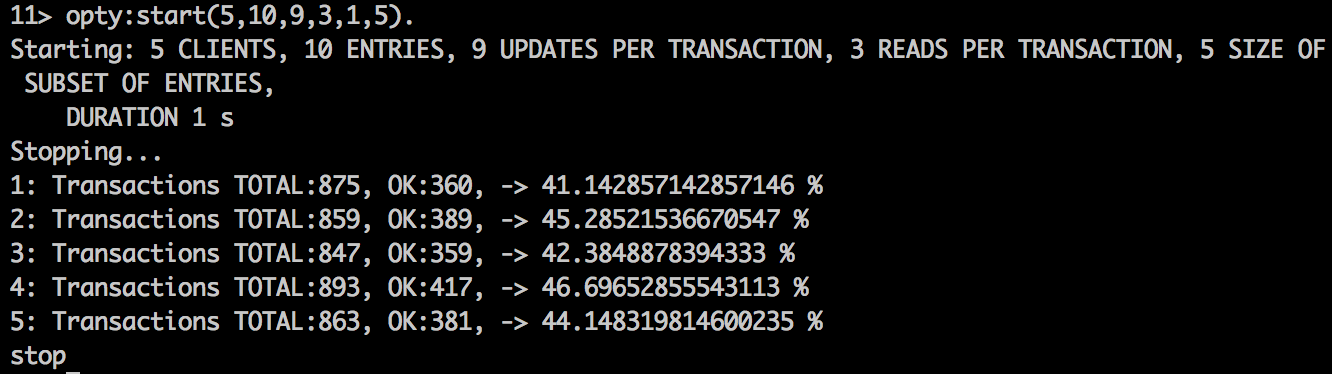 11> opty:start(5,10,9,3,1,5).
Starting: 5 CLIENTS, 10 ENTRIES, 9 UPDATES PER TRANSACTION, 3 READS PER TRANSACTION, 5 SIZE OF
SUBSET OF ENTRIES,
DURATION 1 s
Stopping...
1: Transactions TOTAL:875, OK:360, -> 41.142857142857146 %
2: Transactions TOTAL:859, OK:389, -> 45.28521536670547 %
3: Transactions TOTAL:847, OK:359, -> 42.3848878394333 %
4: Transactions TOTAL:893, OK:417, -> 46.69652855543113 %
5: Transactions TOTAL:863, OK:381, -> 44.148319814600235 %
stop